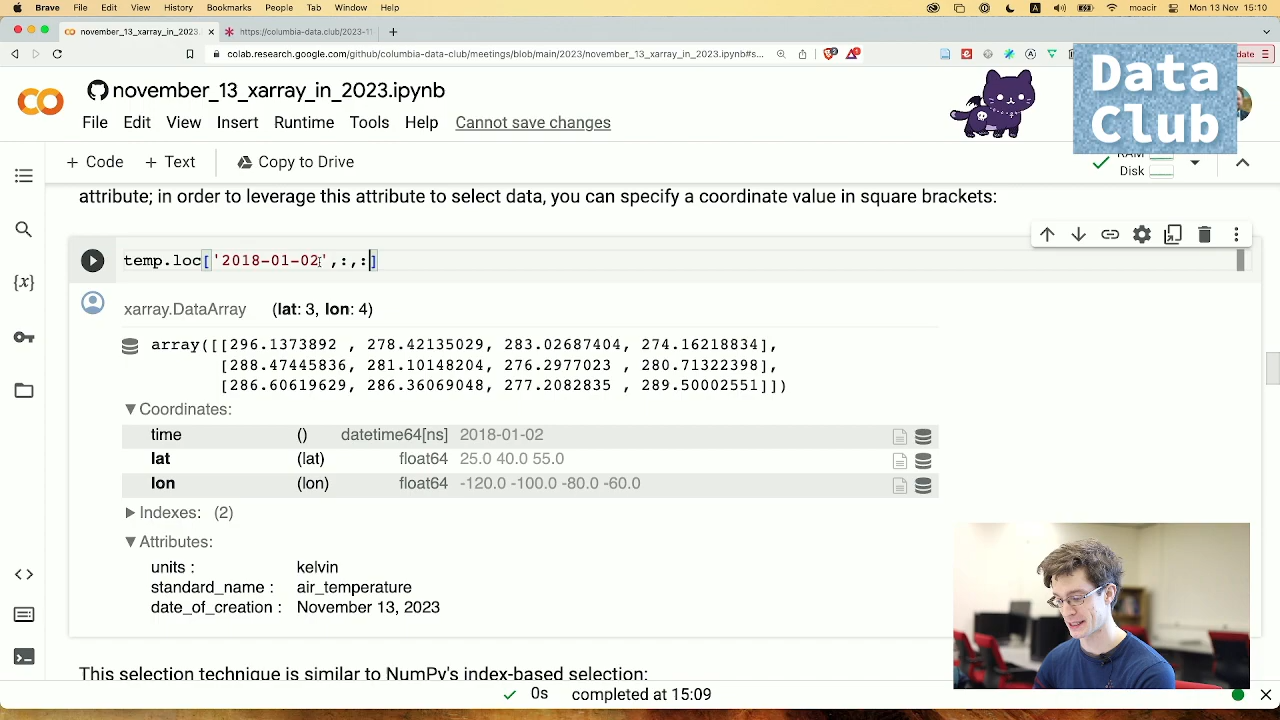 Brave File Edit View History Bookmarks People Tab Window Help moacir Mon 13 Nov 15:10
november_13_xarray_in_2023. https://columbia-data-club/2023-11
colab.research.google.com/github/columbia-data-club/meetings/blob/main/2023/november_13_xarray_in_2023.ipynb#s...
Data
Club
november_13_xarray_in_2023.ipynb
File Edit View Insert Runtime Tools Help Cannot save changes
+ Code + Text Copy to Drive
RAM
Disk
attribute; in order to leverage this attribute to select data, you can specify a coordinate value in square brackets:
temp.loc['2018-01-02',:,:]
xarray.DataArray (lat: 3, lon: 4)
array([[296.1373892 , 278.42135029, 283.02687404, 274.16218834],
[288.47445836, 281.10148204, 276.2977023 , 280.71322398],
[286.60619629, 286.36069048, 277.2082835 , 289.50002551]])
▼Coordinates:
time () datetime64[ns] 2018-01-02
lat (lat) float64 25.0 40.0 55.0
lon (lon) float64 -120.0 -100.0 -80.0 -60.0
►Indexes: (2)
▼Attributes:
units : kelvin
standard_name : air_temperature
date_of_creation : November 13, 2023
This selection technique is similar to NumPy's index-based selection:
0s completed at 15:09